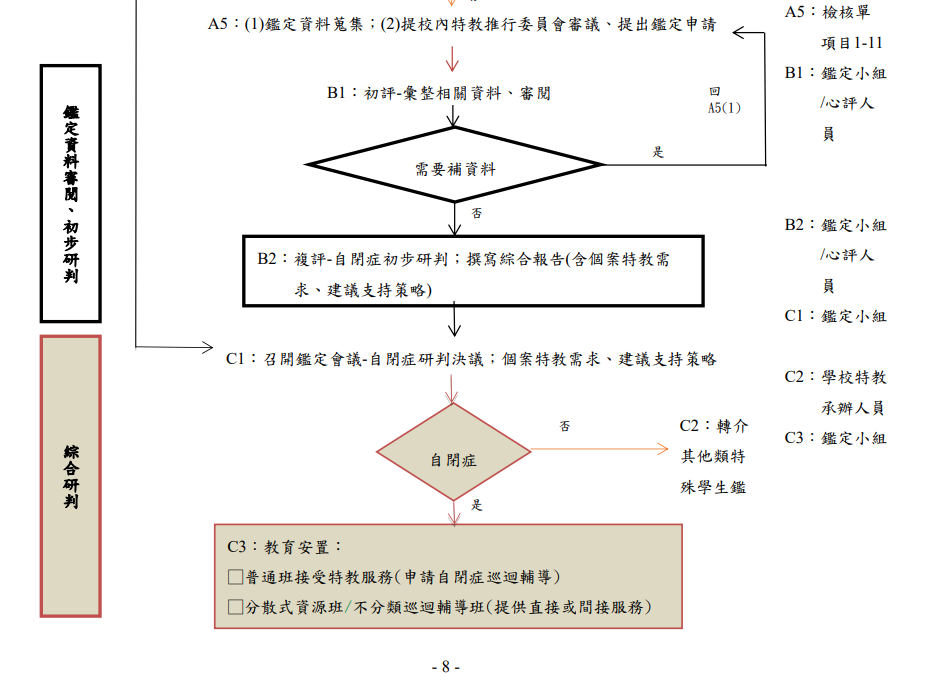 A5：(1)鑑定資料蒐集；(2)提校內特教推行委員會審議、提出鑑定申請
B1：初評-彙整相關資料、審閱
回
A5(1)
需要補資料
是
否
B2：複評-自閉症初步研判；撰寫綜合報告(含個案特教需
求、建議支持策略)
C1：召開鑑定會議-自閉症研判決議；個案特教需求、建議支持策略
自閉症
否
C2：轉介
其他類特
殊學生鑑
是
C3：教育安置：
□普通班接受特教服務(申請自閉症巡迴輔導)
□分散式資源班/不分類巡迴輔導班(提供直接或間接服務)
鑑定資料審閱、初步研判
綜合研判
A5：檢核單
項目1-11
B1：鑑定小組
/心評人
員
B2：鑑定小組
/心評人
員
C1：鑑定小組
C2：學校特教
承辦人員
C3：鑑定小組
- 8 -